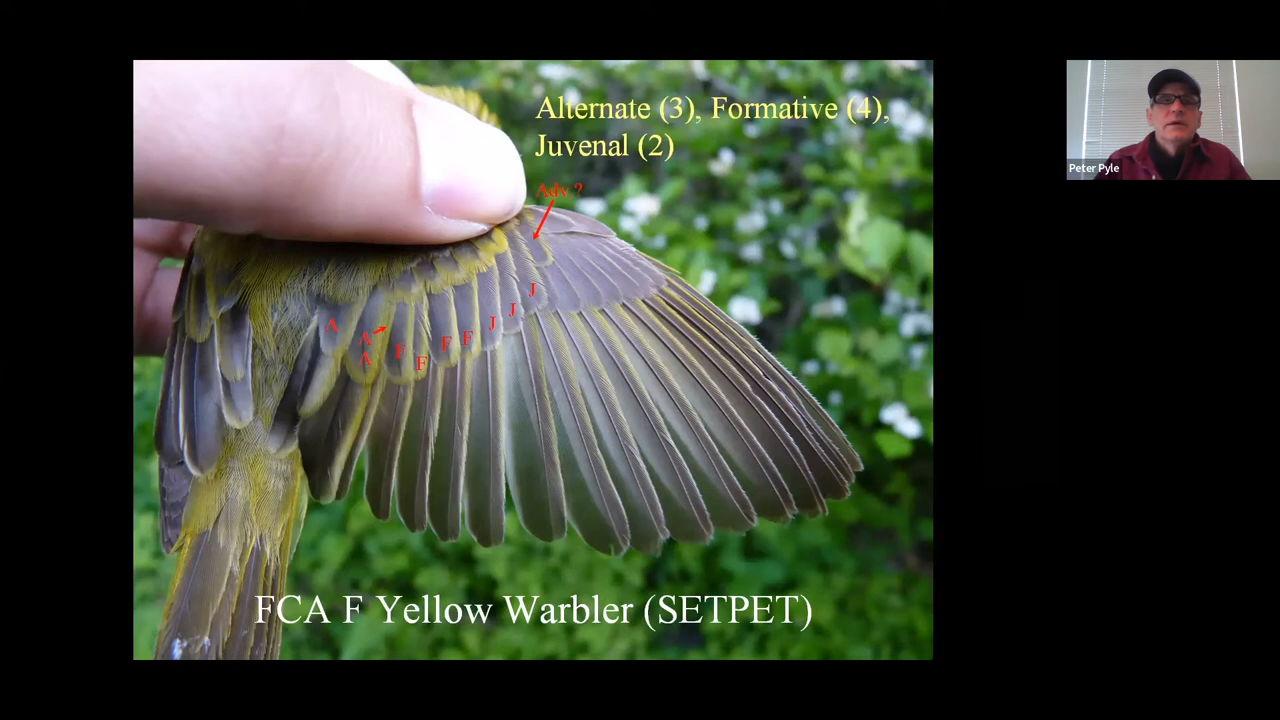 Alternate (3), Formative (4),
Juvenal (2)
Adv ?
A
A
A
F
F
F
F
J
J
J
FCA F Yellow Warbler (SETPET)
Peter Pyle